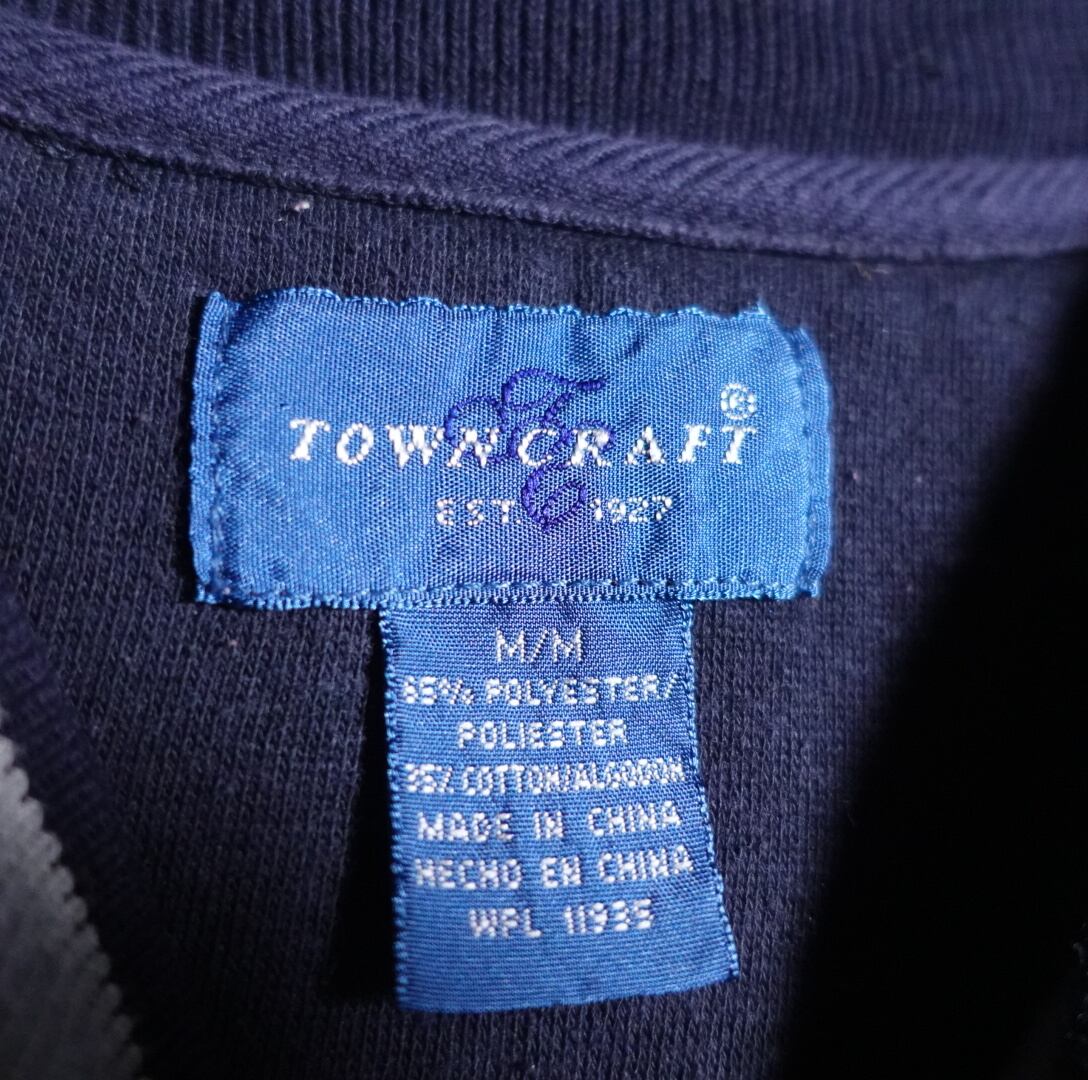 TOWNCRAFT®
EST. 1927
M/M
65% POLYESTER/
POLIESTER
35% COTTON/ALGODON
MADE IN CHINA
HECHO EN CHINA
WPL 11935